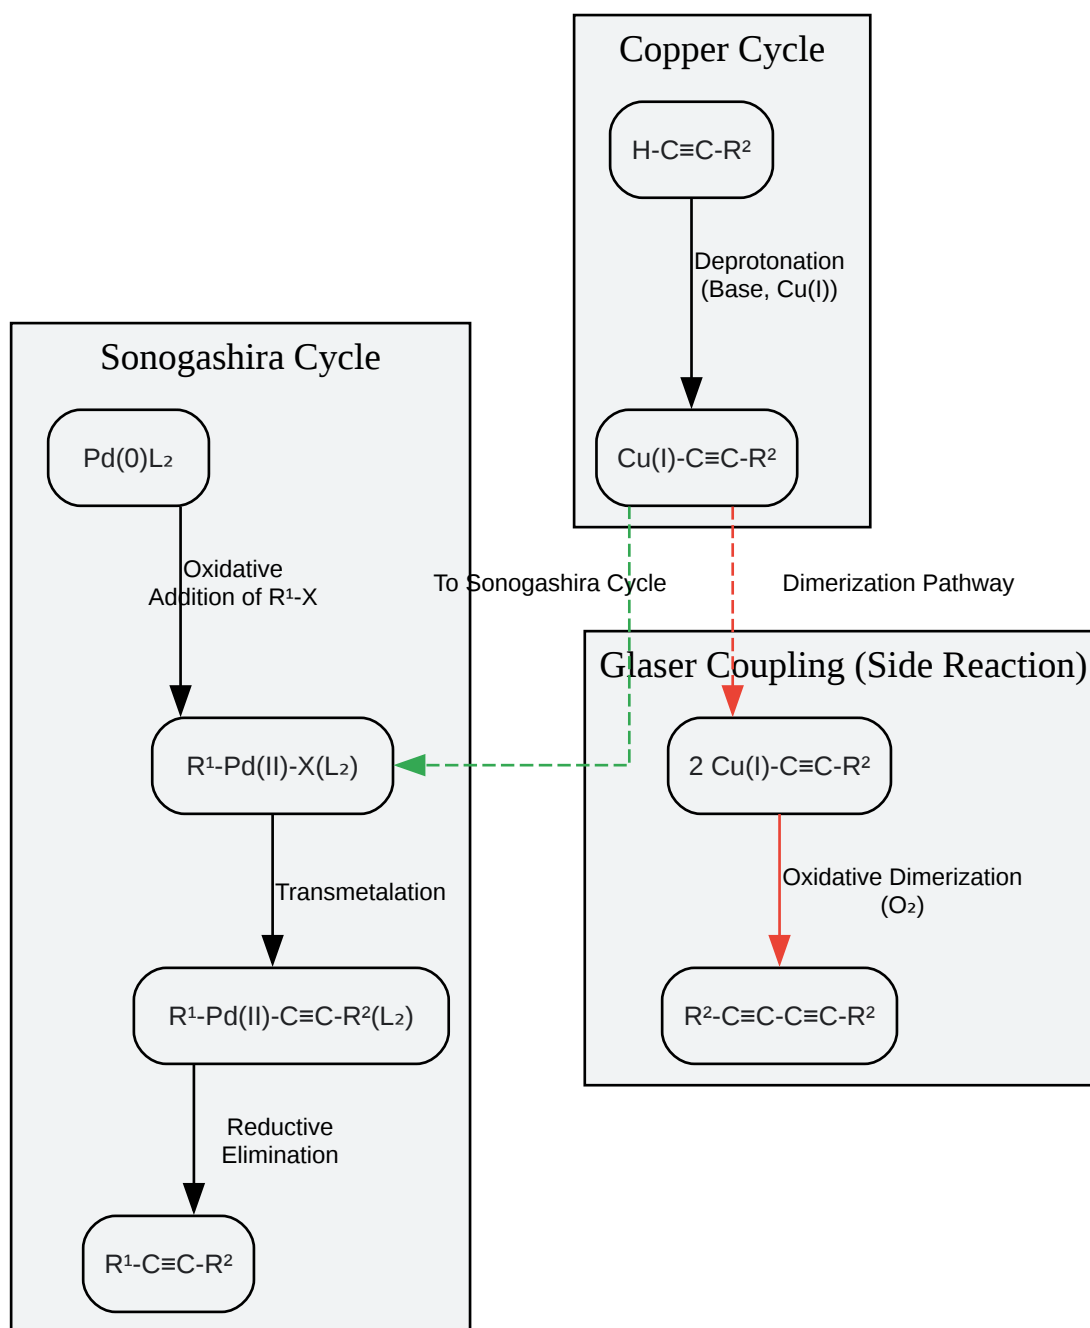 Copper Cycle
H-C≡C-R²
Deprotonation
(Base, Cu(I))
Cu(I)-C≡C-R²
Sonogashira Cycle
Pd(0)L₂
Oxidative
Addition of R¹-X
To Sonogashira Cycle
Dimerization Pathway
Glaser Coupling (Side Reaction)
R¹-Pd(II)-X(L₂)
2 Cu(I)-C≡C-R²
Transmetalation
Oxidative Dimerization
(O₂)
R¹-Pd(II)-C≡C-R²(L₂)
R²-C≡C-C≡C-R²
Reductive
Elimination
R¹-C≡C-R²